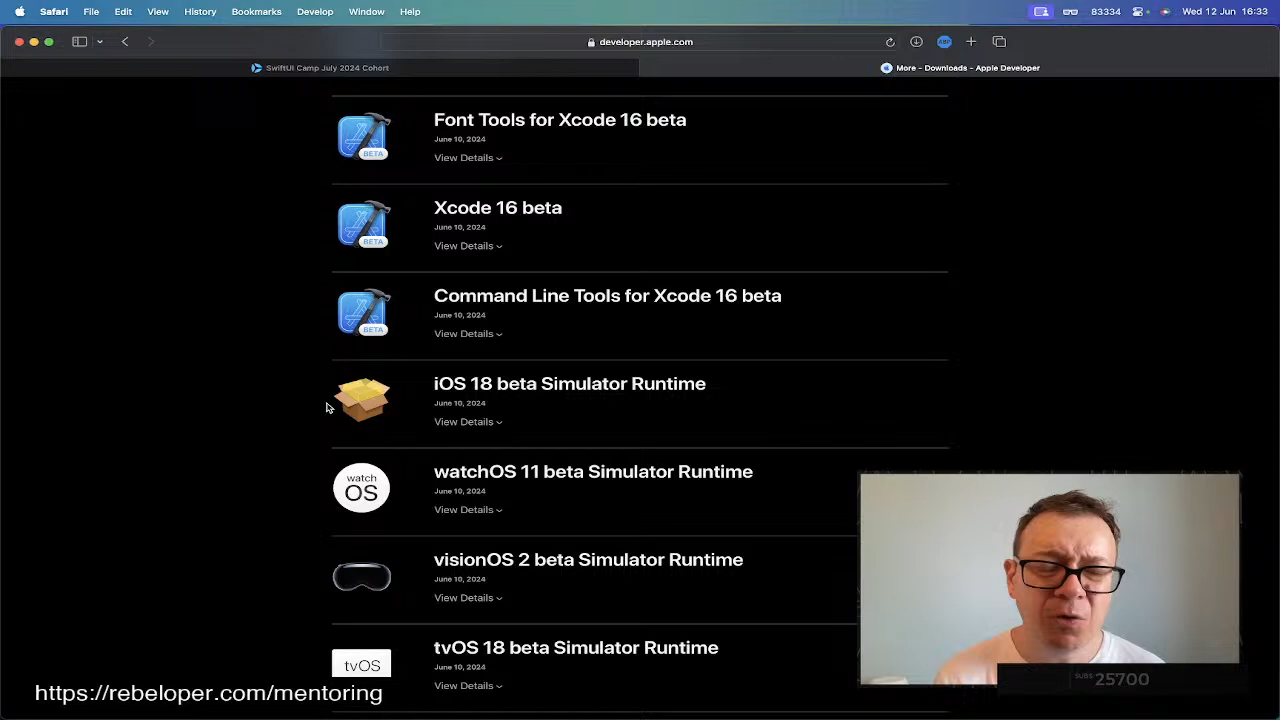 Safari File Edit View History Bookmarks Develop Window Help 83334 Wed 12 Jun 16:33
developer.apple.com ABP
SwiftUI Camp July 2024 Cohort More – Downloads – Apple Developer
Font Tools for Xcode 16 beta
June 10, 2024
View Details
BETA
Xcode 16 beta
June 10, 2024
View Details
BETA
Command Line Tools for Xcode 16 beta
June 10, 2024
View Details
BETA
iOS 18 beta Simulator Runtime
June 10, 2024
View Details
watchOS 11 beta Simulator Runtime
June 10, 2024
View Details
watch
OS
visionOS 2 beta Simulator Runtime
June 10, 2024
View Details
tvOS 18 beta Simulator Runtime
June 10, 2024
View Details
tvOS
https://rebeloper.com/mentoring
SUBS: 25700